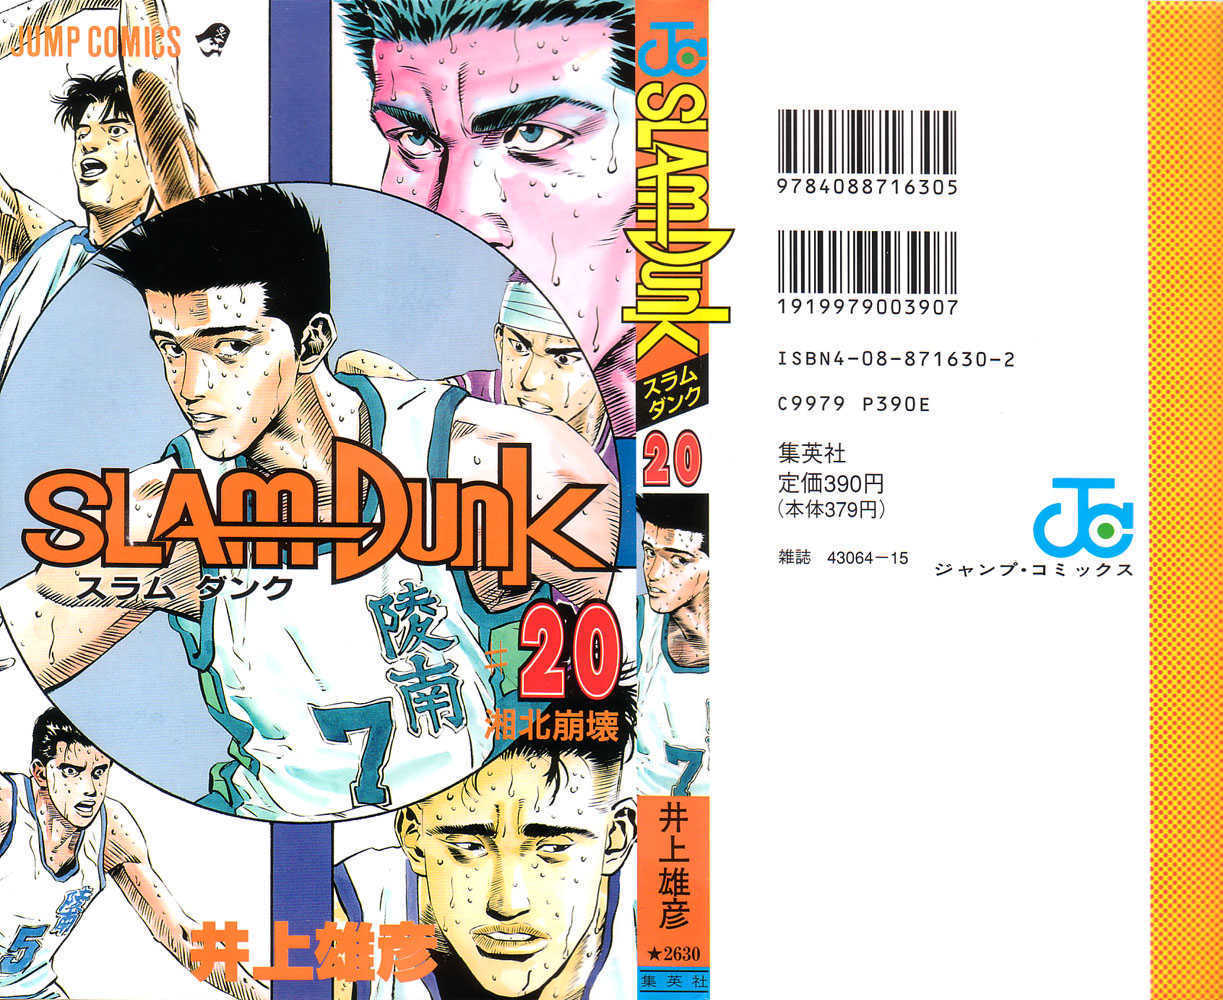 JUMP COMICS
SLAM DUNK
スラム ダンク
#20
湘北崩壊
陵南
7
陵南
5
井上雄彦
JC
SLAM DUNK
スラム
ダンク
20
7
井上雄彦
★2630
集英社
9784088716305
1919979003907
ISBN4-08-871630-2
C9979 P390E
集英社
定価390円
(本体379円)
雑誌 43064-15
JC
ジャンプ・コミックス